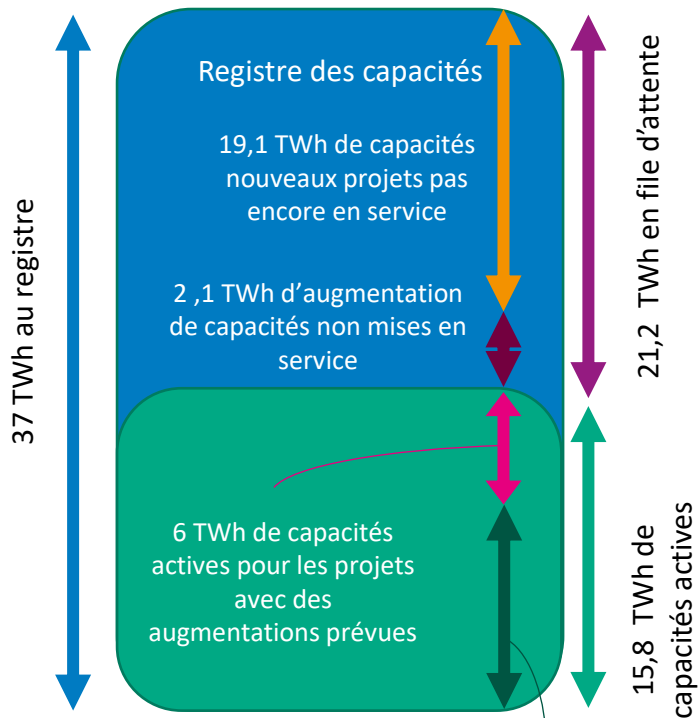 37 TWh au registre
Registre des capacités
19,1 TWh de capacités
nouveaux projets pas
encore en service
2 ,1 TWh d’augmentation
de capacités non mises en
service
21,2 TWh en file d’attente
6 TWh de capacités
actives pour les projets
avec des
augmentations prévues
15,8 TWh de
capacités actives